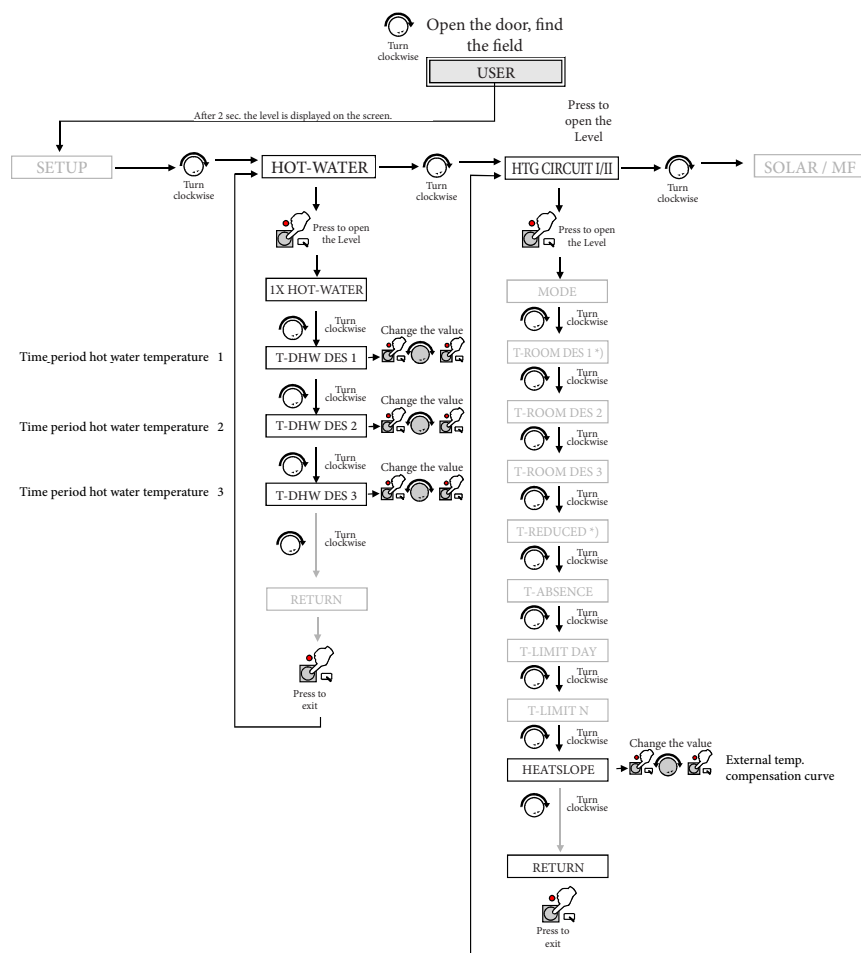 Open the door, find
the field
Turn
clockwise
USER
After 2 sec. the level is displayed on the screen.
Press to
open the
Level
SETUP
Turn
clockwise
HOT-WATER
Turn
clockwise
HTG CIRCUIT I/II
Turn
clockwise
SOLAR / MF
Press to open
the Level
1X HOT-WATER
Turn
clockwise
Time period hot water temperature 1
T-DHW DES 1
Change the value
Turn
clockwise
Time period hot water temperature 2
T-DHW DES 2
Change the value
Turn
clockwise
Time period hot water temperature 3
T-DHW DES 3
Change the value
Turn
clockwise
RETURN
Press to
exit
Press to open
the Level
MODE
Turn
clockwise
T-ROOM DES 1 *)
Turn
clockwise
T-ROOM DES 2
Turn
clockwise
T-ROOM DES 3
Turn
clockwise
T-REDUCED *)
Turn
clockwise
T-ABSENCE
Turn
clockwise
T-LIMIT DAY
Turn
clockwise
T-LIMIT N
Turn
clockwise
HEATSLOPE
Change the value
External temp.
compensation curve
Turn
clockwise
RETURN
Press to
exit